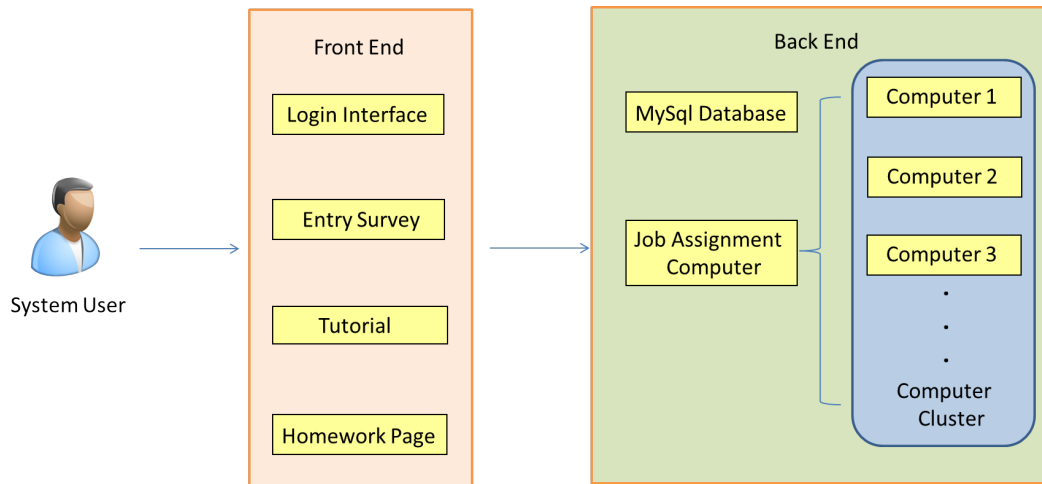 System User
Front End
Login Interface
Entry Survey
Tutorial
Homework Page
Back End
MySql Database
Job Assignment
Computer
Computer 1
Computer 2
Computer 3
.
.
.
Computer
Cluster